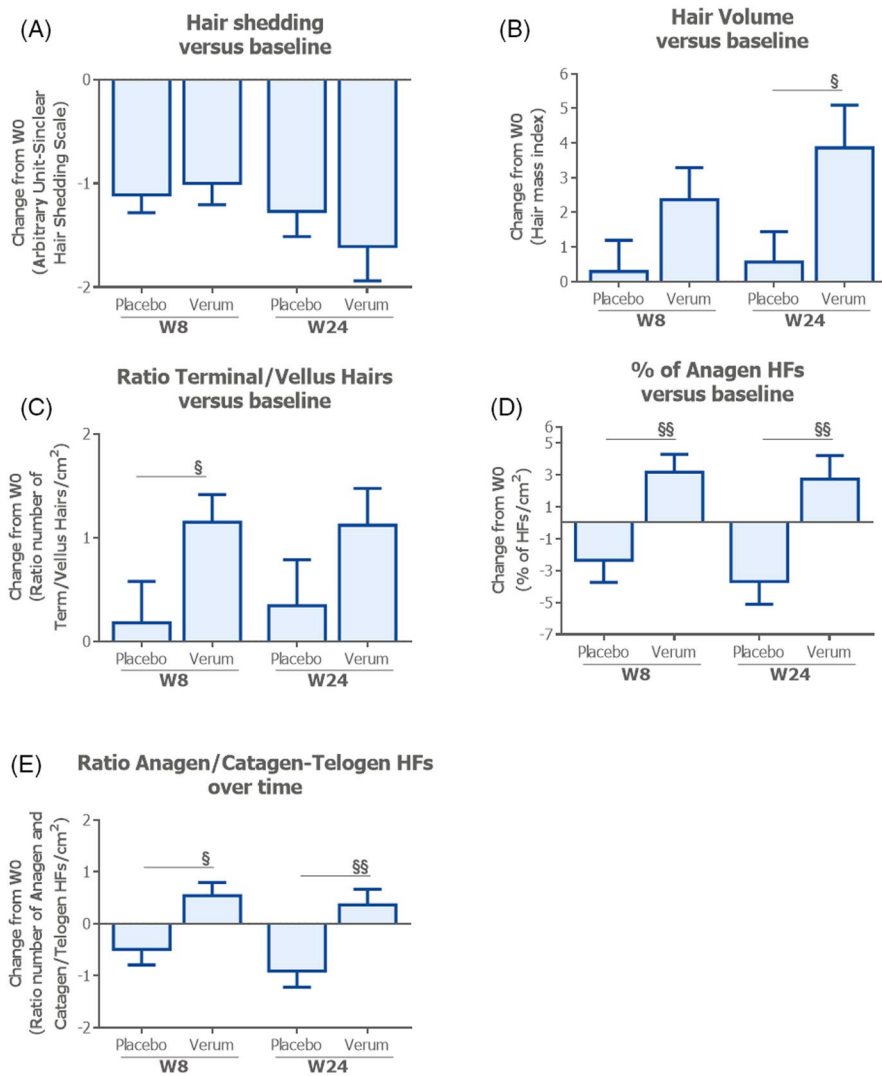 (A)
Hair shedding
versus baseline
Change from W0
(Arbitrary Unit-Sinclear
Hair Shedding Scale)
0
-1
-2
Placebo Verum Placebo Verum
W8 W24
(B)
Hair Volume
versus baseline
Change from W0
(Hair mass index)
6
5
4
3
2
1
0
§
Placebo Verum Placebo Verum
W8 W24
(C)
Ratio Terminal/Vellus Hairs
versus baseline
Change from W0
(Ratio number of
Term/Vellus Hairs/cm²)
2
1
0
§
Placebo Verum Placebo Verum
W8 W24
(D)
% of Anagen HFs
versus baseline
Change from W0
(% of HFs/cm²)
6
5
3
1
-1
-3
-5
-7
§§ §§
Placebo Verum Placebo Verum
W8 W24
(E)
Ratio Anagen/Catagen-Telogen HFs
over time
Change from W0
(Ratio number of Anagen and
Catagen/Telogen HFs/cm²)
2
1
0
-1
-2
§ §§
Placebo Verum Placebo Verum
W8 W24